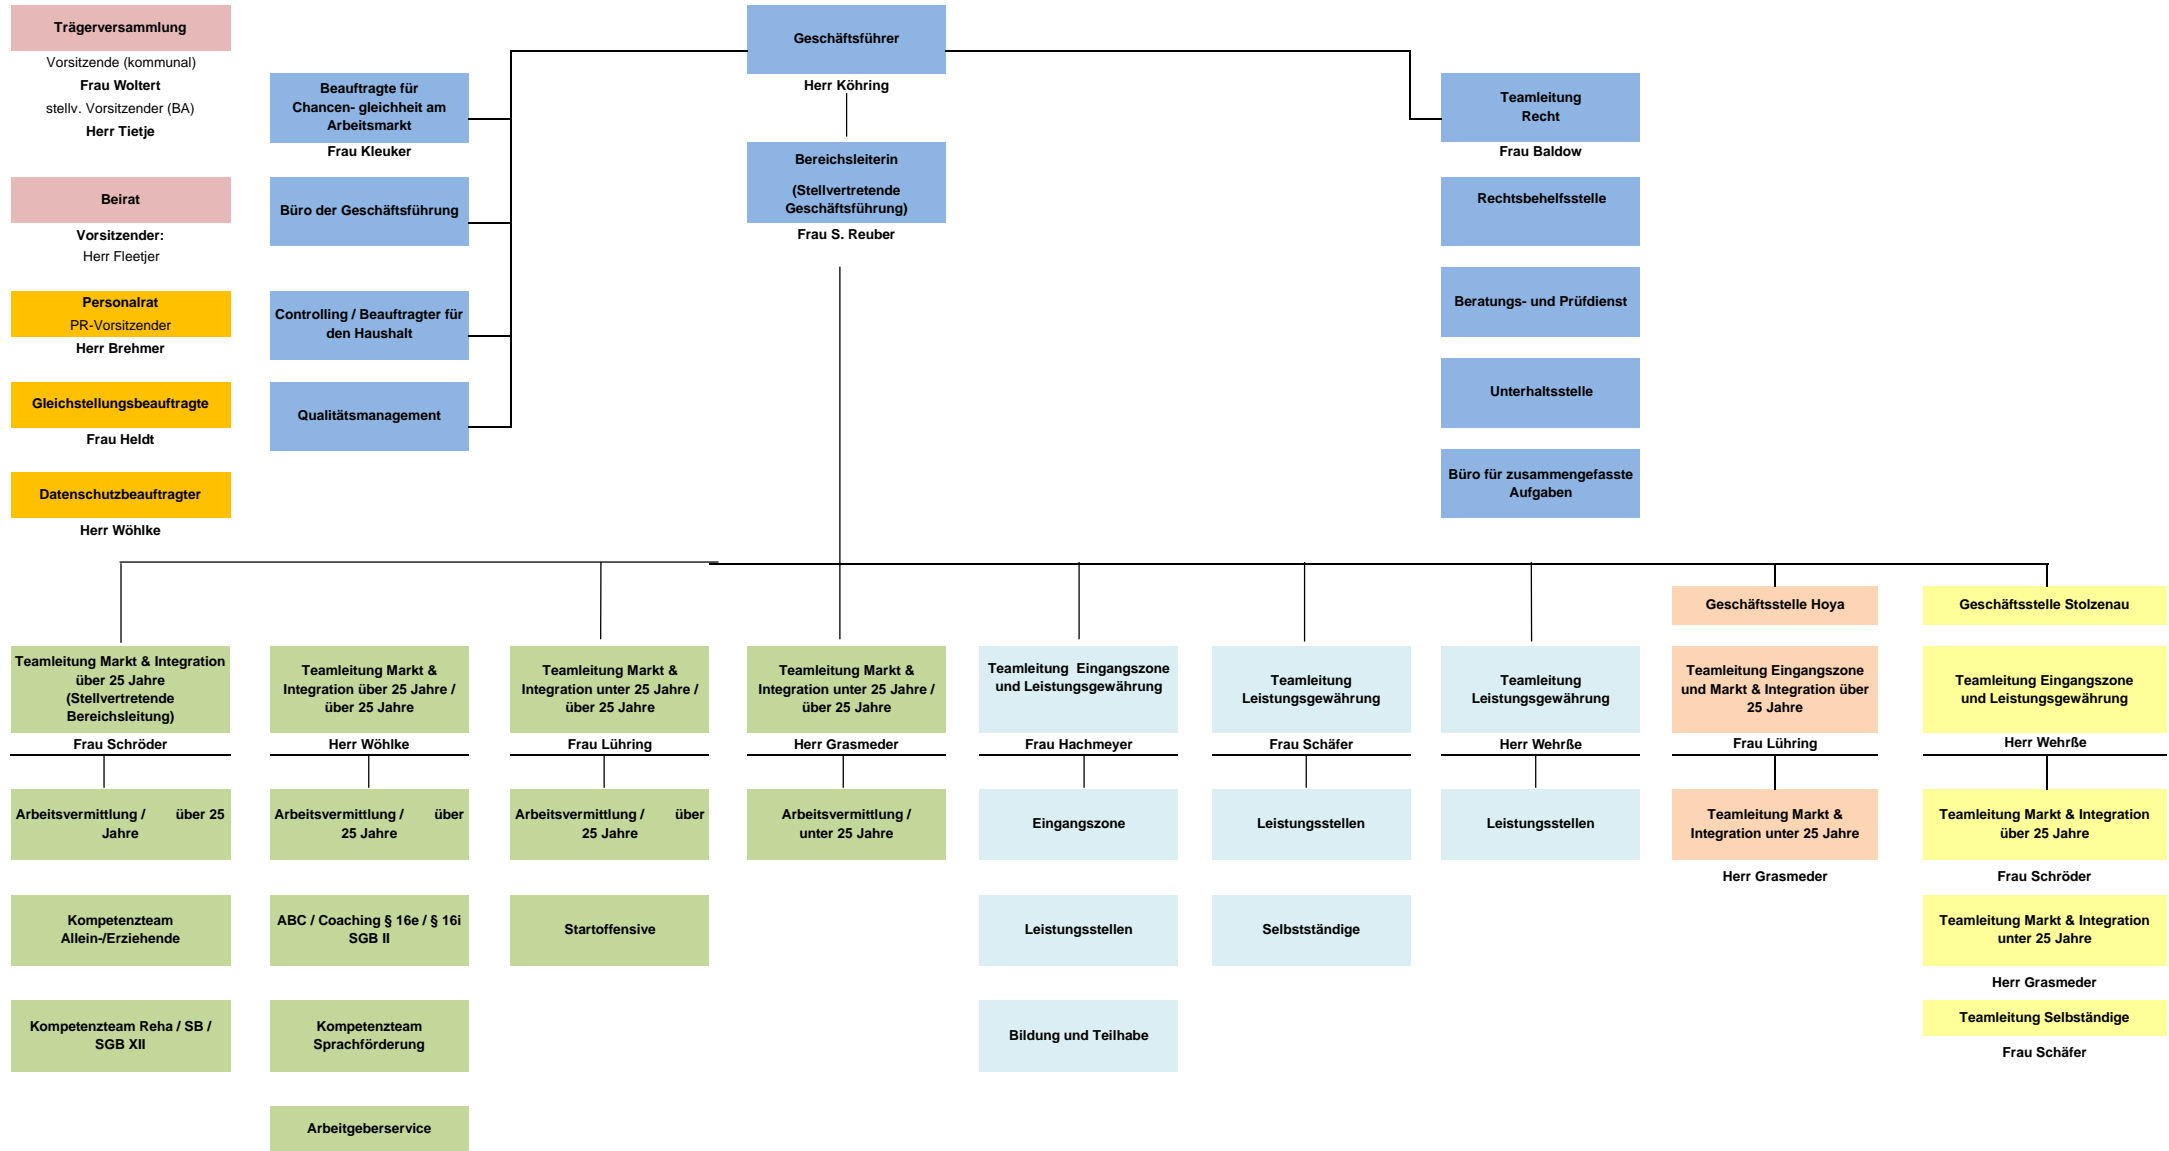 Trägerversammlung
Vorsitzende (kommunal)
Frau Woltert
stellv. Vorsitzender (BA)
Herr Tietje
Beirat
Vorsitzender:
Herr Fleetjer
Personalrat
PR-Vorsitzender
Herr Brehmer
Gleichstellungsbeauftragte
Frau Heldt
Datenschutzbeauftragter
Herr Wöhlke
Beauftragte für
Chancen- gleichheit am
Arbeitsmarkt
Frau Kleuker
Büro der Geschäftsführung
Controlling / Beauftragter für
den Haushalt
Qualitätsmanagement
Geschäftsführer
Herr Köhring
Bereichsleiterin
(Stellvertretende
Geschäftsführung)
Frau S. Reuber
Teamleitung
Recht
Frau Baldow
Rechtsbehelfsstelle
Beratungs- und Prüfdienst
Unterhaltsstelle
Büro für zusammengefasste
Aufgaben
Teamleitung Markt & Integration
über 25 Jahre
(Stellvertretende
Bereichsleitung)
Frau Schröder
Arbeitsvermittlung / über 25
Jahre
Kompetenzteam
Allein-/Erziehende
Kompetenzteam Reha / SB /
SGB XII
Teamleitung Markt &
Integration über 25 Jahre /
über 25 Jahre
Herr Wöhlke
Arbeitsvermittlung / über
25 Jahre
ABC / Coaching § 16e / § 16i
SGB II
Kompetenzteam
Sprachförderung
Arbeitgeberservice
Teamleitung Markt &
Integration unter 25 Jahre /
über 25 Jahre
Frau Lühring
Arbeitsvermittlung / über
25 Jahre
Startoffensive
Teamleitung Markt &
Integration unter 25 Jahre /
über 25 Jahre
Herr Grasmeder
Arbeitsvermittlung /
unter 25 Jahre
Teamleitung Eingangszone
und Leistungsgewährung
Frau Hachmeyer
Eingangszone
Leistungsstellen
Bildung und Teilhabe
Teamleitung
Leistungsgewährung
Frau Schäfer
Leistungsstellen
Selbstständige
Teamleitung
Leistungsgewährung
Herr Wehrße
Leistungsstellen
Geschäftsstelle Hoya
Teamleitung Eingangszone
und Markt & Integration über
25 Jahre
Frau Lühring
Teamleitung Markt &
Integration unter 25 Jahre
Herr Grasmeder
Geschäftsstelle Stolzenau
Teamleitung Eingangszone
und Leistungsgewährung
Herr Wehrße
Teamleitung Markt & Integration
über 25 Jahre
Frau Schröder
Teamleitung Markt & Integration
unter 25 Jahre
Herr Grasmeder
Teamleitung Selbständige
Frau Schäfer